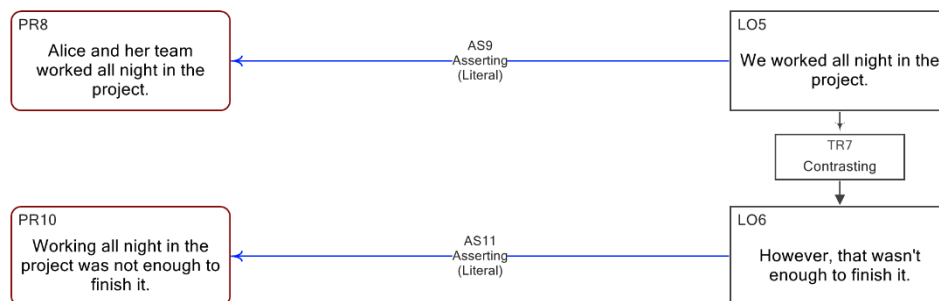 PR8
Alice and her team
worked all night in the
project.
AS9
Asserting
(Literal)
LO5
We worked all night in the
project.
TR7
Contrasting
PR10
Working all night in the
project was not enough to
finish it.
AS11
Asserting
(Literal)
LO6
However, that wasn't
enough to finish it.